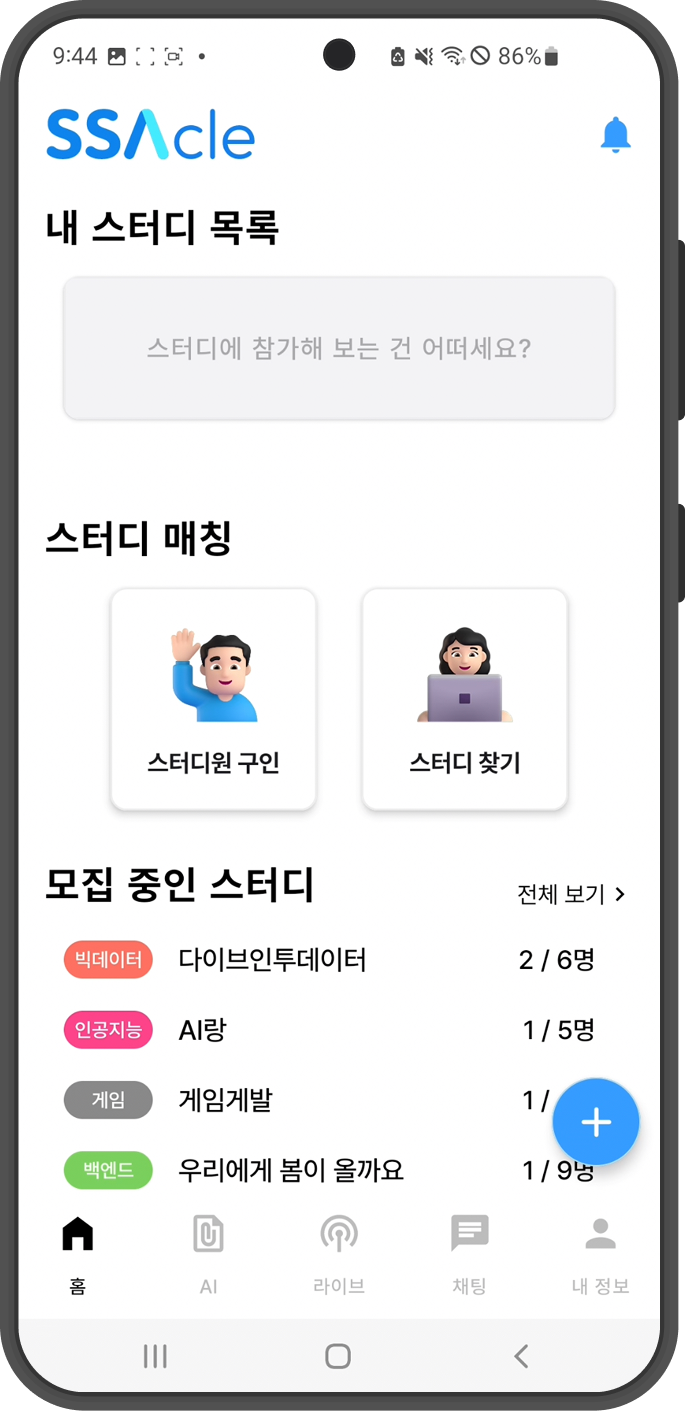 9:44
86%
SSAcle
내 스터디 목록
스터디에 참가해 보는 건 어떠세요?
스터디 매칭
스터디원 구인
스터디 찾기
모집 중인 스터디
전체 보기
빅데이터 다이브인투데이터 2 / 6명
인공지능 AI랑 1 / 5명
게임 게임게발 1 /
백엔드 우리에게 봄이 올까요 1 / 9명
홈
AI
라이브
채팅
내 정보